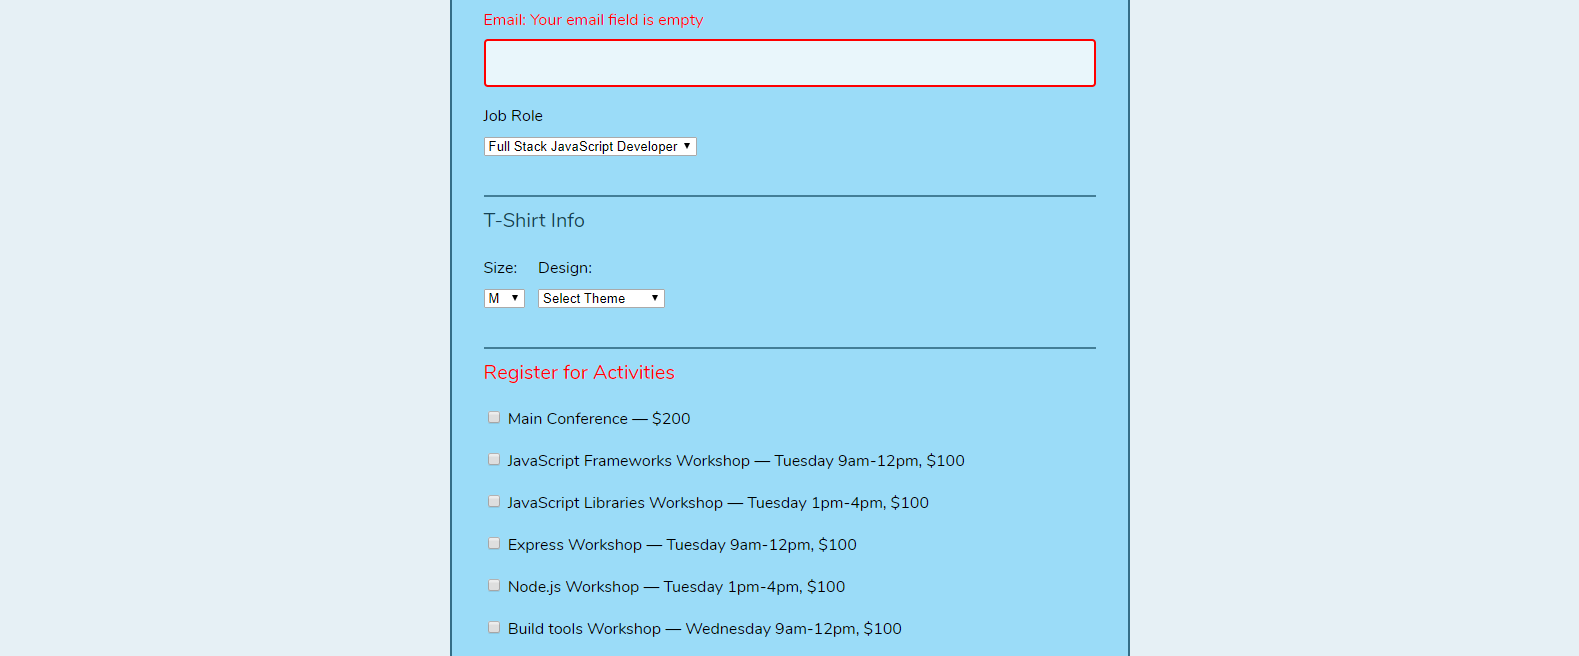 Email: Your email field is empty
Job Role
Full Stack JavaScript Developer
T-Shirt Info
Size: Design:
M Select Theme
Register for Activities
Main Conference — $200
JavaScript Frameworks Workshop — Tuesday 9am-12pm, $100
JavaScript Libraries Workshop — Tuesday 1pm-4pm, $100
Express Workshop — Tuesday 9am-12pm, $100
Node.js Workshop — Tuesday 1pm-4pm, $100
Build tools Workshop — Wednesday 9am-12pm, $100